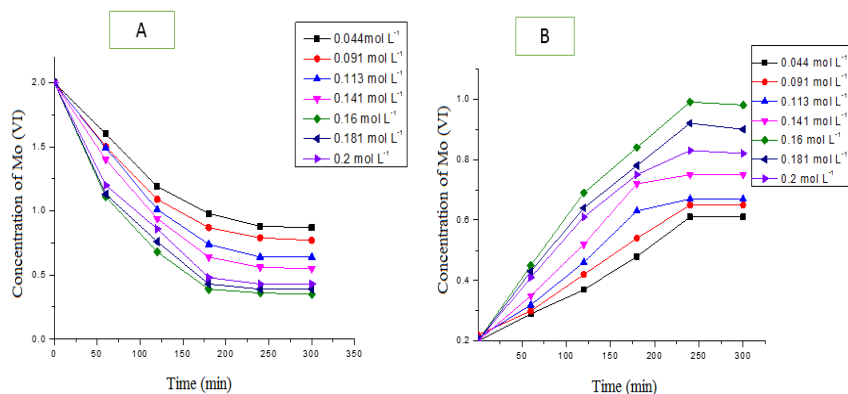 A
0.044mol L⁻¹
0.091 mol L⁻¹
0.113 mol L⁻¹
0.141 mol L⁻¹
0.16 mol L⁻¹
0.181 mol L⁻¹
0.2 mol L⁻¹
Concentration of Mo (VI)
2.0
1.5
1.0
0.5
0.0
0
50
100
150
200
250
300
350
Time (min)
B
0.044 mol L⁻¹
0.091 mol L⁻¹
0.113 mol L⁻¹
0.141 mol L⁻¹
0.16 mol L⁻¹
0.181 mol L⁻¹
0.2 mol L⁻¹
Concentration of Mo (VI)
1.0
0.8
0.6
0.4
0.2
50
100
150
200
250
300
Time (min)